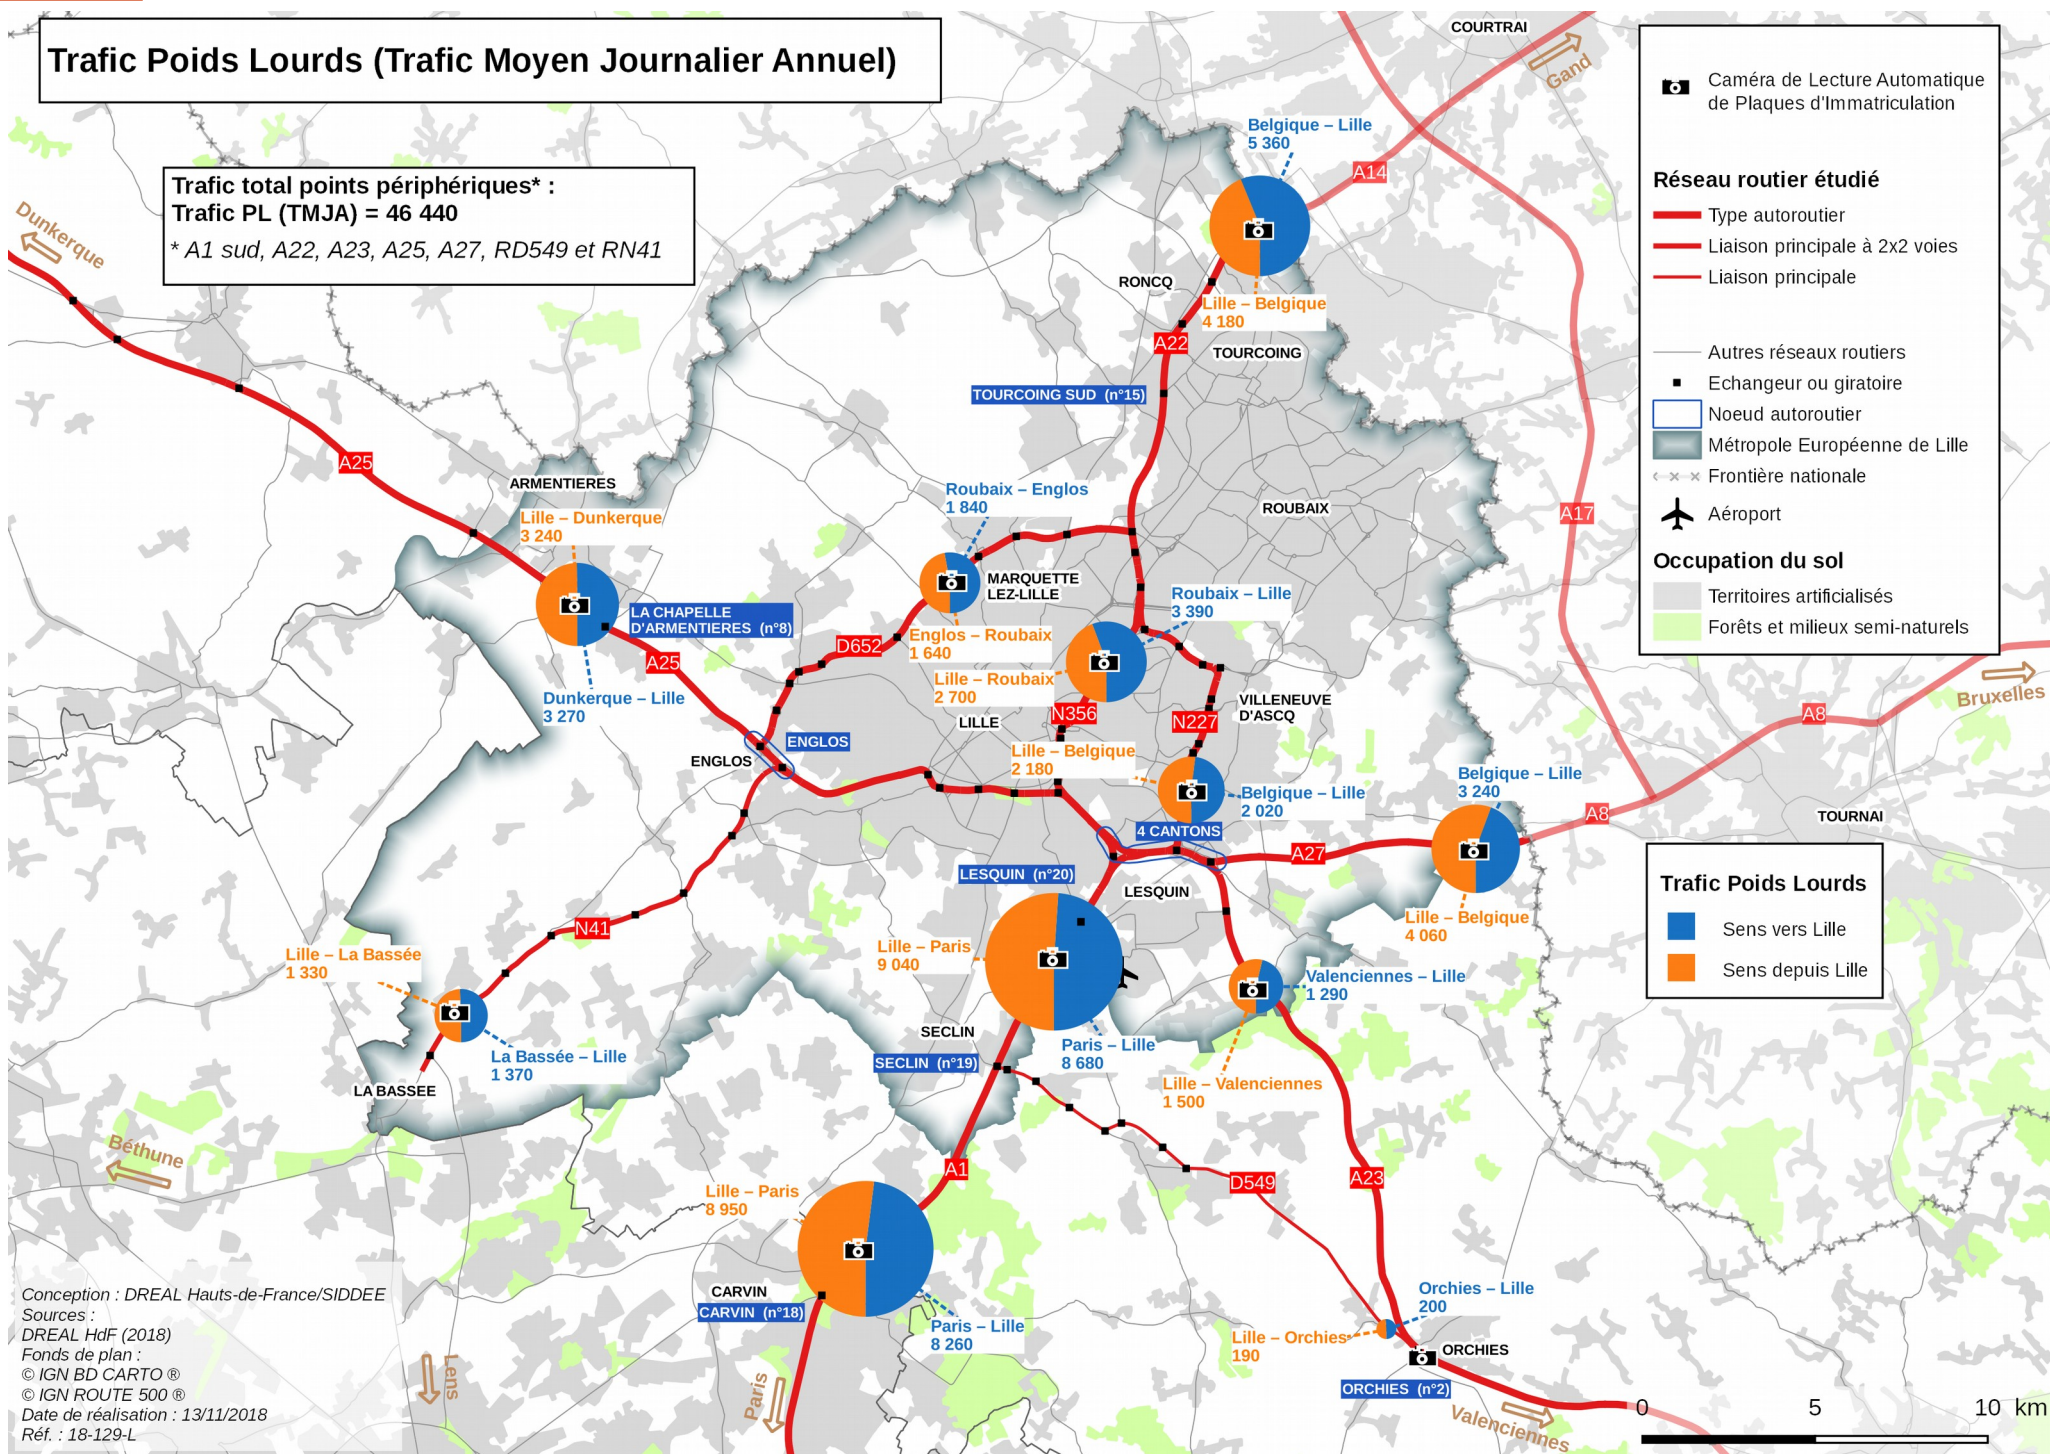 Trafic Poids Lourds (Trafic Moyen Journalier Annuel)
Trafic total points périphériques* :
Trafic PL (TMJA) = 46 440
* A1 sud, A22, A23, A25, A27, RD549 et RN41
COURTRAI
Gand
Dunkerque
Belgique – Lille
5 360
A14
RONCQ
Lille – Belgique
4 180
A22
TOURCOING
TOURCOING SUD (n°15)
A25
ARMENTIERES
Lille – Dunkerque
3 240
Roubaix – Englos
1 840
ROUBAIX
A17
MARQUETTE
LEZ-LILLE
Roubaix – Lille
3 390
LA CHAPELLE
D'ARMENTIERES (n°8)
Englos – Roubaix
1 640
D652
A25
Lille – Roubaix
2 700
Dunkerque – Lille
3 270
LILLE
N356
N227
VILLENEUVE
D'ASCQ
ENGLOS
ENGLOS
Lille – Belgique
2 180
Belgique – Lille
2 020
Belgique – Lille
3 240
A8
Bruxelles
A8
TOURNAI
4 CANTONS
A27
LESQUIN (n°20)
LESQUIN
Lille – Belgique
4 060
N41
Lille – Paris
9 040
Lille – La Bassée
1 330
Valenciennes – Lille
1 290
SECLIN
SECLIN (n°19)
Paris – Lille
8 680
La Bassée – Lille
1 370
LA BASSEE
Lille – Valenciennes
1 500
Béthune
A1
D549
A23
Lille – Paris
8 950
CARVIN
CARVIN (n°18)
Paris – Lille
8 260
Orchies – Lille
200
Lille – Orchies
190
ORCHIES
ORCHIES (n°2)
Lens
Paris
Valenciennes
Caméra de Lecture Automatique
de Plaques d'Immatriculation
Réseau routier étudié
Type autoroutier
Liaison principale à 2x2 voies
Liaison principale
Autres réseaux routiers
Echangeur ou giratoire
Noeud autoroutier
Métropole Européenne de Lille
Frontière nationale
Aéroport
Occupation du sol
Territoires artificialisés
Forêts et milieux semi-naturels
Trafic Poids Lourds
Sens vers Lille
Sens depuis Lille
Conception : DREAL Hauts-de-France/SIDDEE
Sources :
DREAL HdF (2018)
Fonds de plan :
© IGN BD CARTO ®
© IGN ROUTE 500 ®
Date de réalisation : 13/11/2018
Réf. : 18-129-L
0 5 10 km